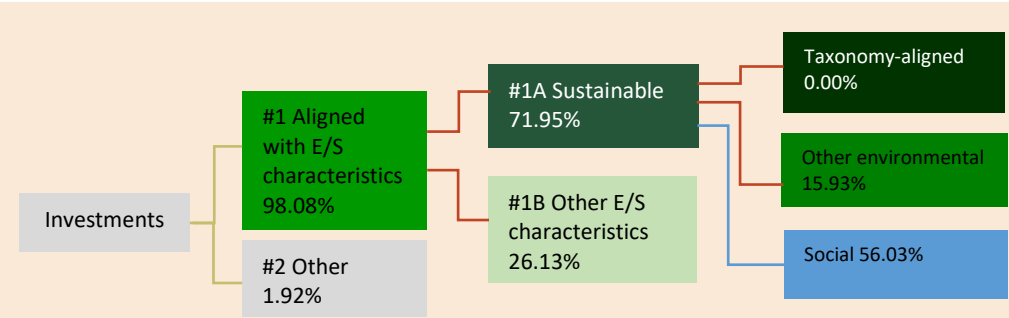 Investments
#1 Aligned
with E/S
characteristics
98.08%
#2 Other
1.92%
#1A Sustainable
71.95%
#1B Other E/S
characteristics
26.13%
Taxonomy-aligned
0.00%
Other environmental
15.93%
Social 56.03%